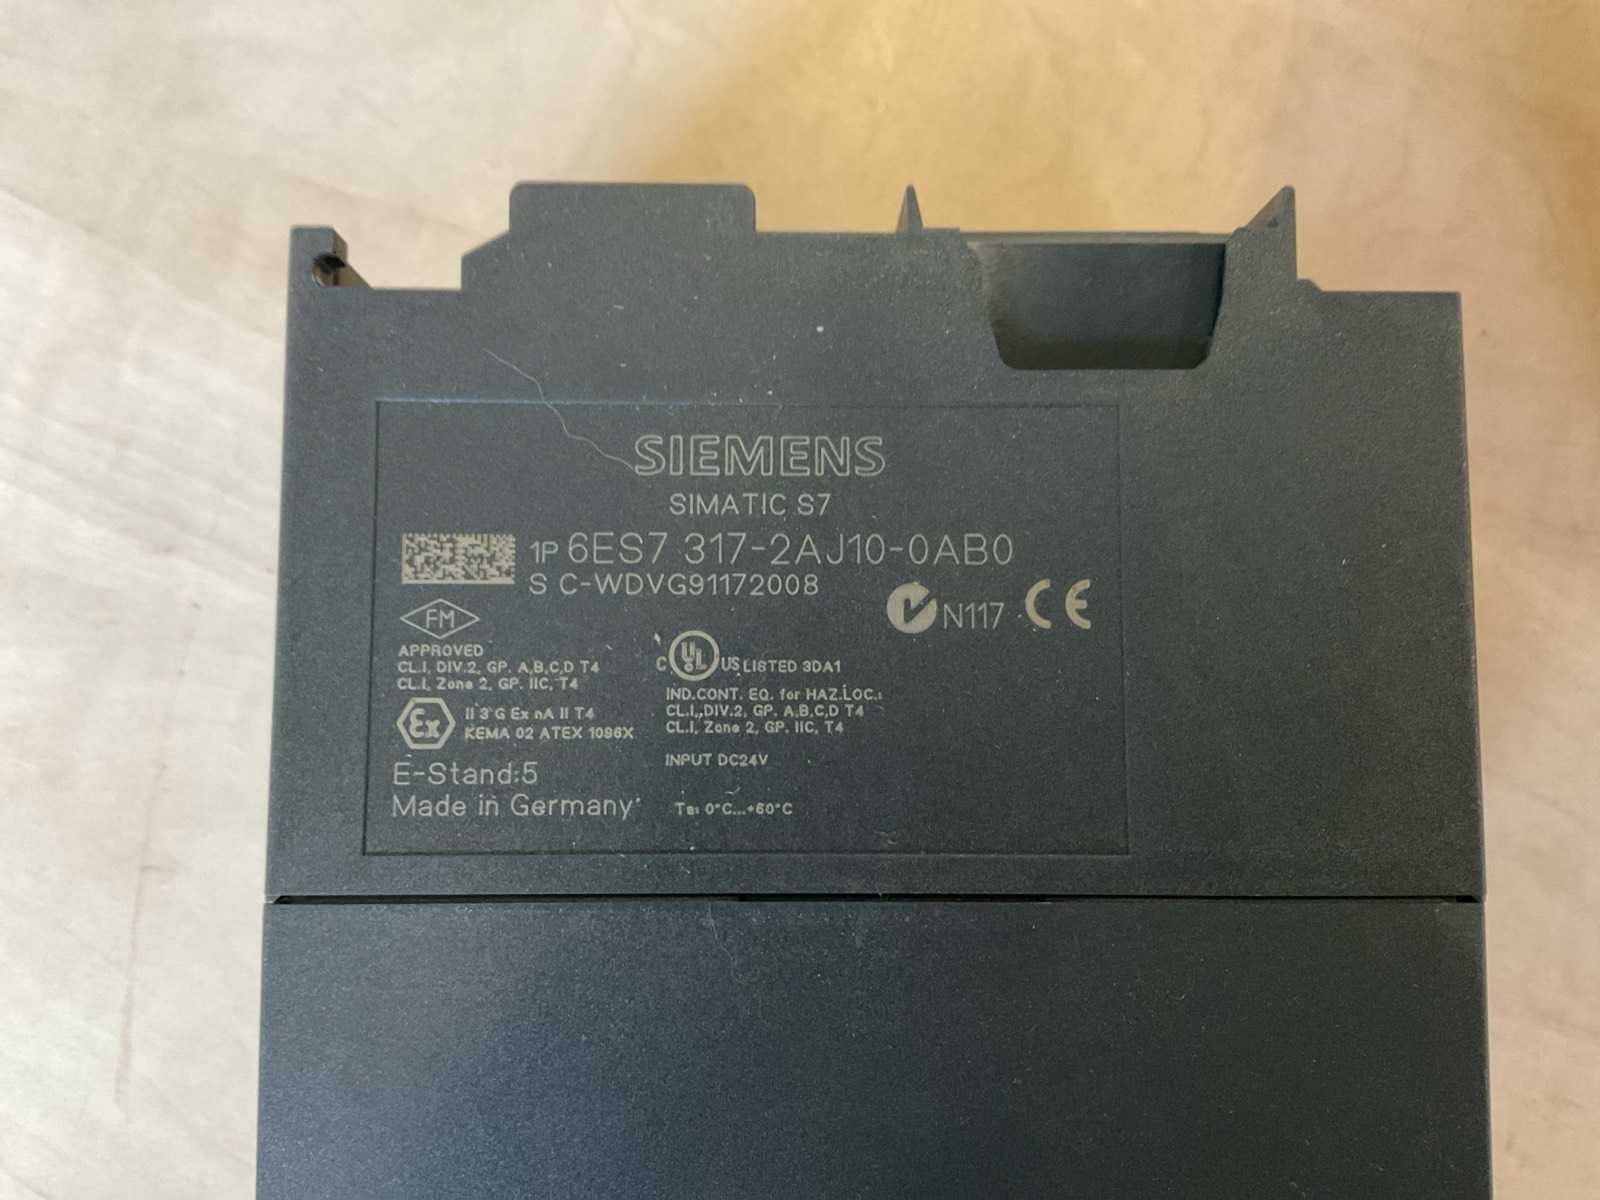 SIEMENS
SIMATIC S7
1P 6ES7 317-2AJ10-0AB0
S C-WDVG91172008
N117 CE
FM
APPROVED
CL.I, DIV.2, GP. A,B,C,D T4
CL.I, Zone 2, GP. IIC, T4
Ex II 3 G Ex nA II T4
KEMA 02 ATEX 1096X
E-Stand:5
Made in Germany
C UL US LISTED 3DA1
IND.CONT. EQ. for HAZ.LOC.:
CL.I, DIV.2, GP. A,B,C,D T4
CL.I, Zone 2, GP. IIC, T4
INPUT DC24V
TB: 0°C...+60°C